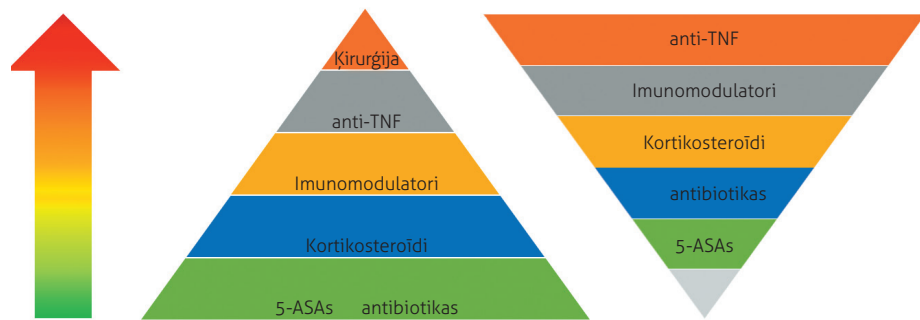 Ķirurģija
anti-TNF
Imunomodulatori
Kortikosteroīdi
5-ASAs antibiotikas
anti-TNF
Imunomodulatori
Kortikosteroīdi
antibiotikas
5-ASAs